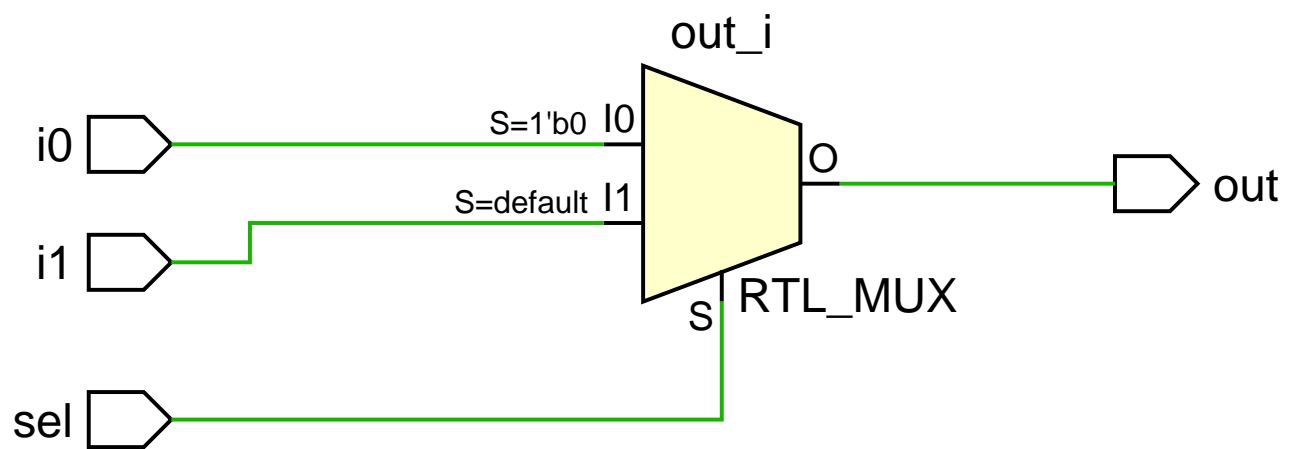 out_i
S=1'b0 I0
i0
O
S=default I1
out
i1
S RTL_MUX
sel